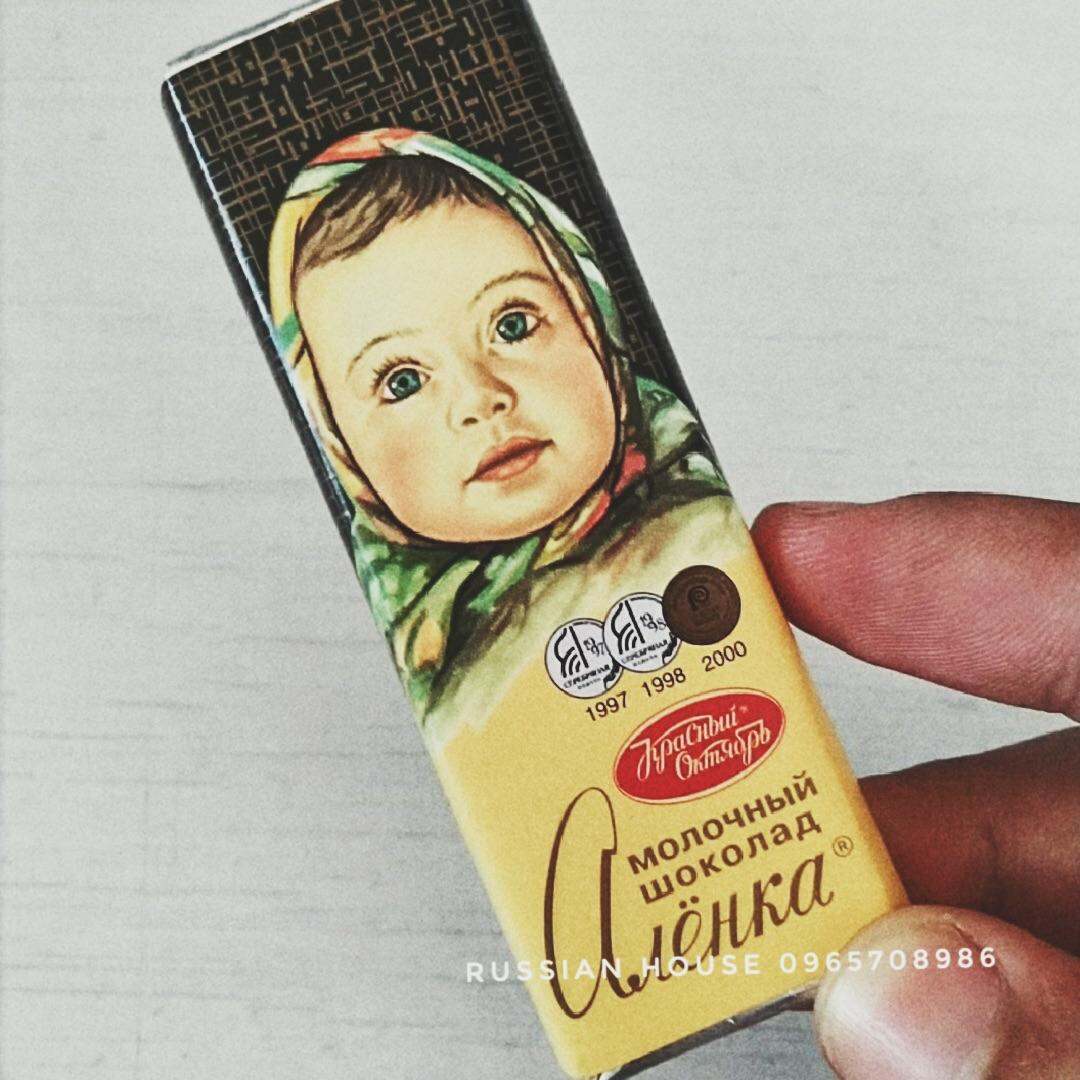 1997 1998 2000
Красный
Октябрь
молочный
шоколад
Алёнка®
RUSSIAN HOUSE 0965708986